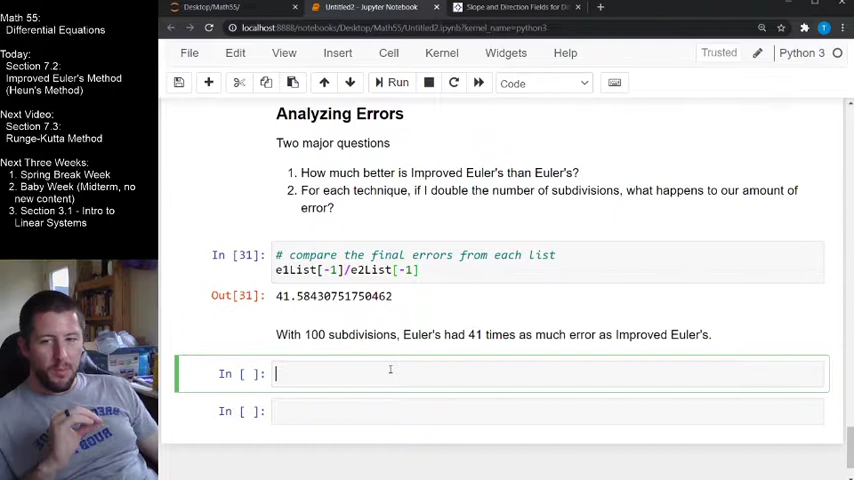 Math 55:
Differential Equations
Today:
Section 7.2:
Improved Euler's Method
(Heun's Method)
Next Video:
Section 7.3:
Runge-Kutta Method
Next Three Weeks:
1. Spring Break Week
2. Baby Week (Midterm, no
new content)
3. Section 3.1 - Intro to
Linear Systems
Desktop/Math55/
Untitled2 - Jupyter Notebook
Slope and Direction Fields for Di
localhost:8888/notebooks/Desktop/Math55/Untitled2.ipynb?kernel_name=python3
File Edit View Insert Cell Kernel Widgets Help
Trusted
Python 3
Run
Code
Analyzing Errors
Two major questions
1. How much better is Improved Euler's than Euler's?
2. For each technique, if I double the number of subdivisions, what happens to our amount of
error?
In [31]:
# compare the final errors from each list
e1List[-1]/e2List[-1]
Out[31]: 41.58430751750462
With 100 subdivisions, Euler's had 41 times as much error as Improved Euler's.
In [ ]:
In [ ]: